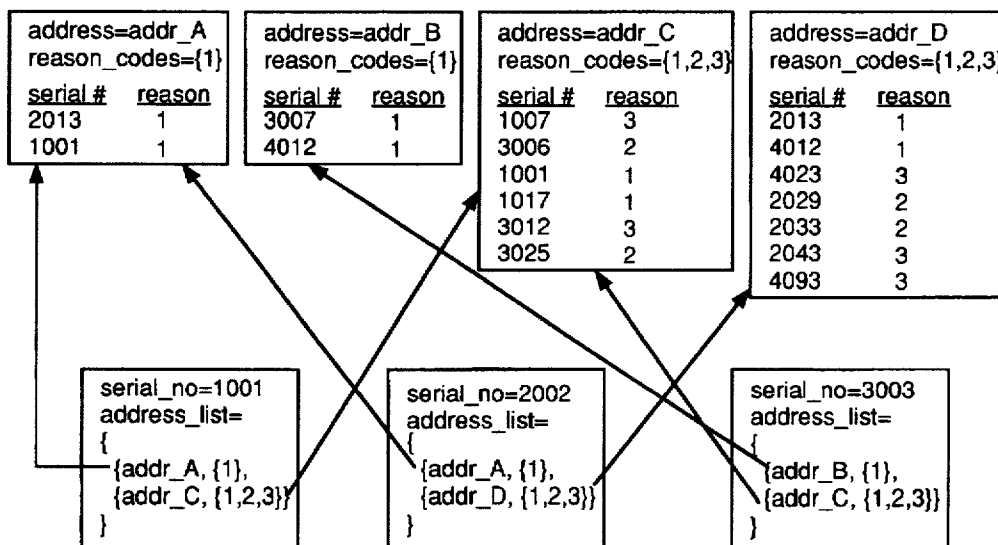 address=addr_A
reason_codes={1}
serial # reason
2013 1
1001 1
address=addr_B
reason_codes={1}
serial # reason
3007 1
4012 1
address=addr_C
reason_codes={1,2,3}
serial # reason
1007 3
3006 2
1001 1
1017 1
3012 3
3025 2
address=addr_D
reason_codes={1,2,3}
serial # reason
2013 1
4012 1
4023 3
2029 2
2033 2
2043 3
4093 3
serial_no=1001
address_list=
{
{addr_A, {1},
{addr_C, {1,2,3}}
}
serial_no=2002
address_list=
{
{addr_A, {1},
{addr_D, {1,2,3}}
}
serial_no=3003
address_list=
{
{addr_B, {1},
{addr_C, {1,2,3}}
}